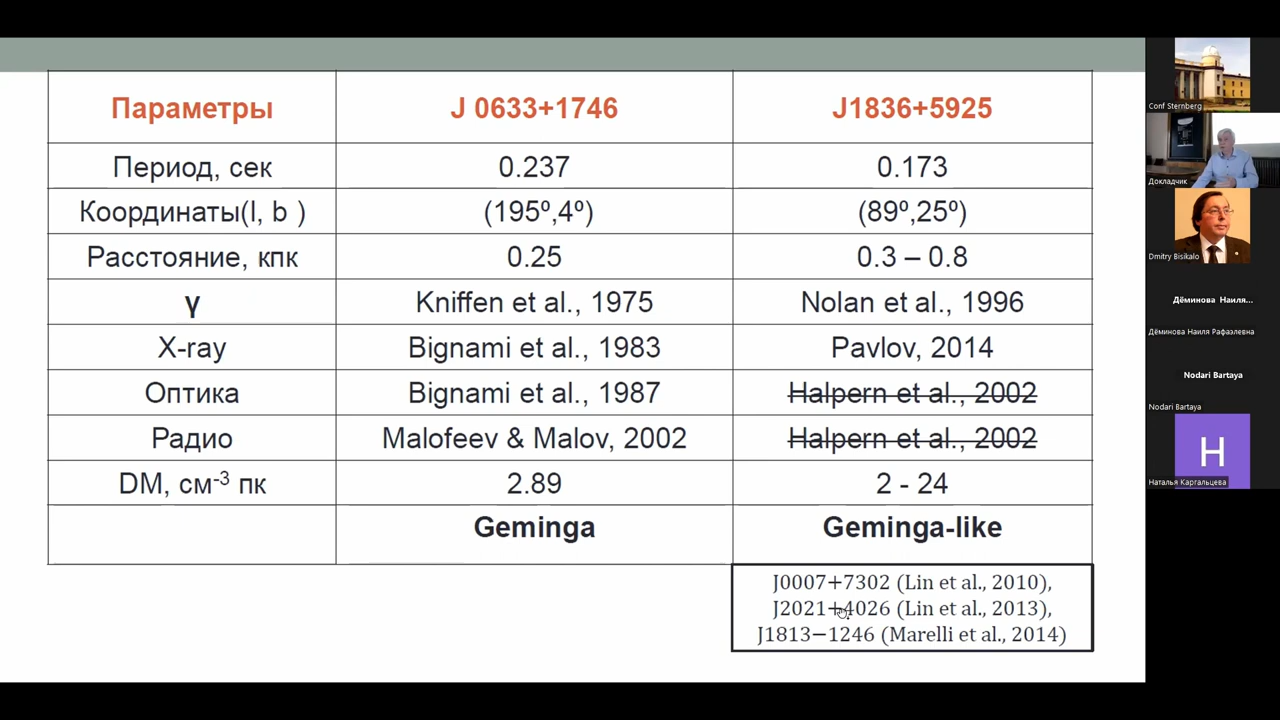 Параметры J 0633+1746 J1836+5925
Период, сек 0.237 0.173
Координаты(l, b ) (195⁰,4⁰) (89⁰,25⁰)
Расстояние, кпк 0.25 0.3 – 0.8
γ Kniffen et al., 1975 Nolan et al., 1996
X-ray Bignami et al., 1983 Pavlov, 2014
Оптика Bignami et al., 1987 Halpern et al., 2002
Радио Malofeev & Malov, 2002 Halpern et al., 2002
DM, см⁻³ пк 2.89 2 - 24
Geminga Geminga-like
J0007+7302 (Lin et al., 2010),
J2021+4026 (Lin et al., 2013),
J1813−1246 (Marelli et al., 2014)
Conf Sternberg
Докладчик
Dmitry Bisikalo
Дёминова Наиля...
Дёминова Наиля Рафаэлевна
Nodari Bartaya
Nodari Bartaya
Н
Наталья Каргальцева